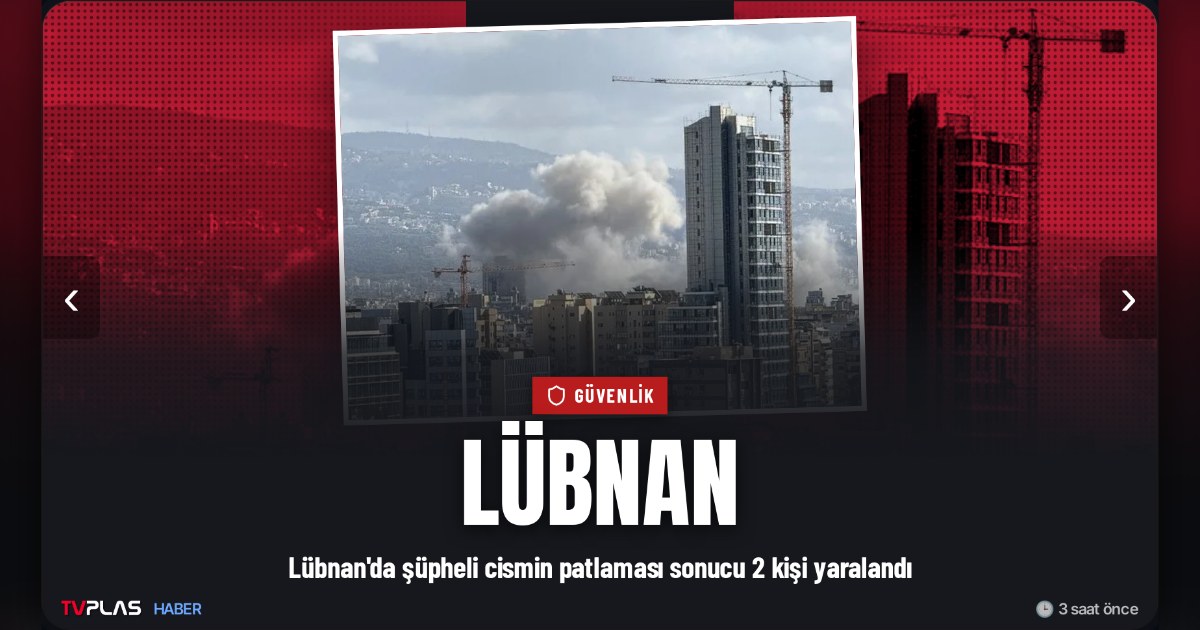 GÜVENLİK
LÜBNAN
Lübnan'da şüpheli cismin patlaması sonucu 2 kişi yaralandı
TVPLAS HABER
3 saat önce